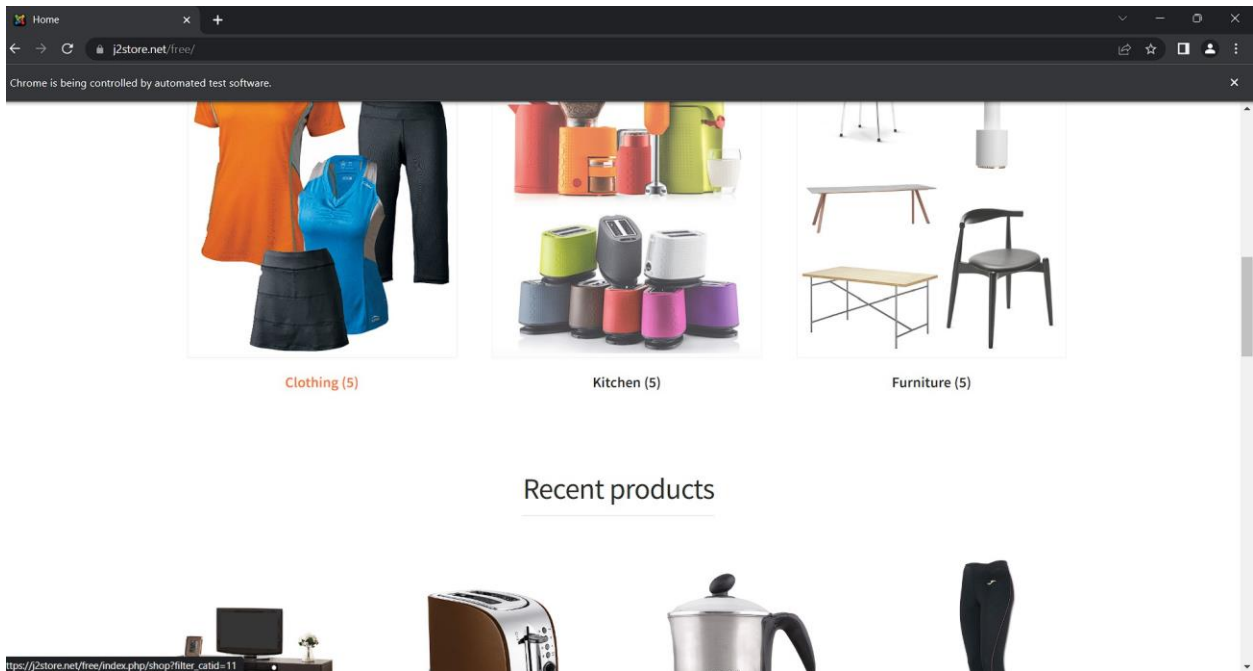 Home
j2store.net/free/
Chrome is being controlled by automated test software.
Clothing (5)
Kitchen (5)
Furniture (5)
Recent products
ttps://j2store.net/free/index.php/shop?filter_catid=11